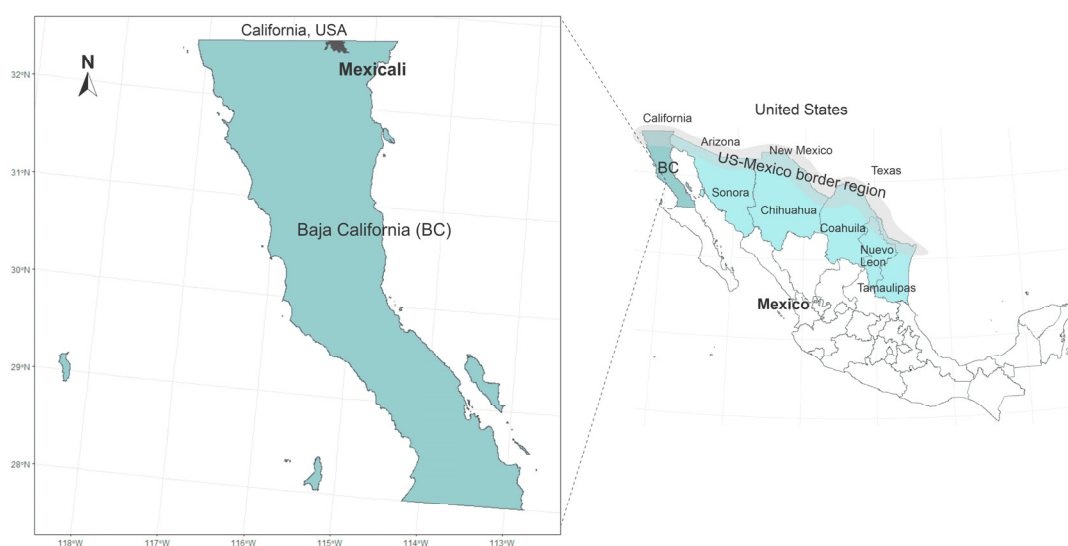 California, USA
Mexicali
N
Baja California (BC)
32°N
31°N
30°N
29°N
28°N
118°W
117°W
116°W
115°W
114°W
113°W
United States
California
Arizona
New Mexico
Texas
US-Mexico border region
BC
Sonora
Chihuahua
Coahuila
Nuevo
Leon
Tamaulipas
Mexico